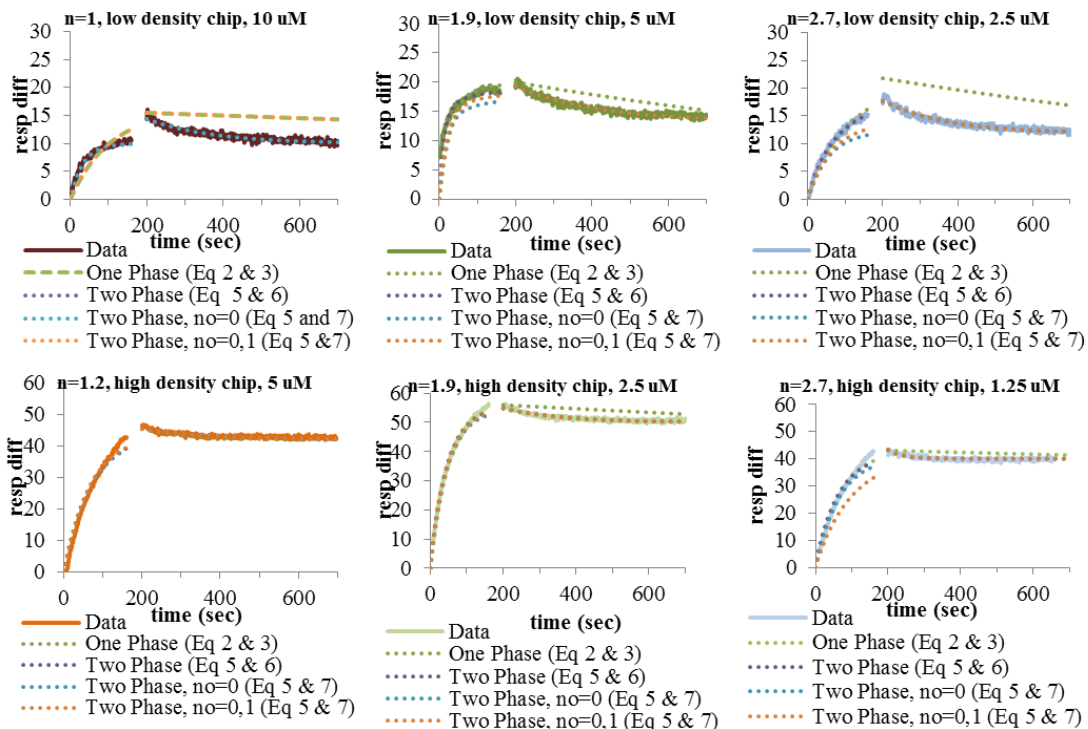 n=1, low density chip, 10 uM
30
25
20
15
10
5
0
resp diff
0 200 400 600
time (sec)
Data
One Phase (Eq 2 & 3)
Two Phase (Eq 5 & 6)
Two Phase, no=0 (Eq 5 and 7)
Two Phase, no=0,1 (Eq 5 &7)
n=1.9, low density chip, 5 uM
30
25
20
15
10
5
0
resp diff
0 200 400 600
time (sec)
Data
One Phase (Eq 2 & 3)
Two Phase (Eq 5 & 6)
Two Phase, no=0 (Eq 5 & 7)
Two Phase, no=0,1 (Eq 5 & 7)
n=2.7, low density chip, 2.5 uM
30
25
20
15
10
5
0
resp diff
0 200 400 600
time (sec)
Data
One Phase (Eq 2 & 3)
Two Phase (Eq 5 & 6)
Two Phase, no=0 (Eq 5 & 7)
Two Phase, no=0,1 (Eq 5 & 7)
n=1.2, high density chip, 5 uM
60
50
40
30
20
10
0
resp diff
0 200 400 600
time (sec)
Data
One Phase (Eq 2 & 3)
Two Phase (Eq 5 & 6)
Two Phase, no=0 (Eq 5 & 7)
Two Phase, no=0,1 (Eq 5 & 7)
n=1.9, high density chip, 2.5 uM
60
50
40
30
20
10
0
resp diff
0 200 400 600
time (sec)
Data
One Phase (Eq 2 & 3)
Two Phase (Eq 5 & 6)
Two Phase, no=0 (Eq 5 & 7)
Two Phase, no=0,1 (Eq 5 & 7)
n=2.7, high density chip, 1.25 uM
60
50
40
30
20
10
0
resp diff
0 200 400 600
time (sec)
Data
One Phase (Eq 2 & 3)
Two Phase (Eq 5 & 6)
Two Phase, no=0 (Eq 5 & 7)
Two Phase, no=0,1 (Eq 5 & 7)